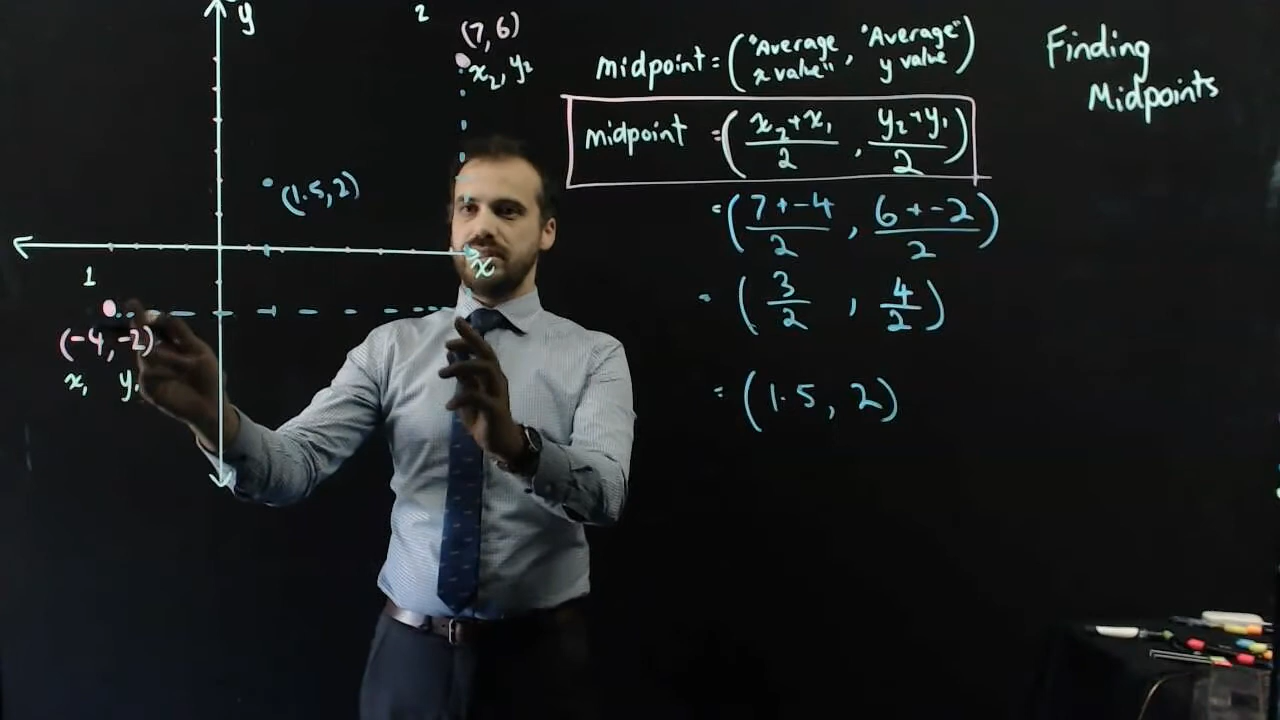 y
2
(7, 6)
x₂, y₂
(1.5, 2)
x
1
(-4, -2)
x₁ y₁
midpoint = ("Average x value", "Average" y value)
midpoint = (x₂+x₁/2, y₂+y₁/2)
= (7+-4/2, 6+-2/2)
= (3/2, 4/2)
= (1.5, 2)
Finding
Midpoints